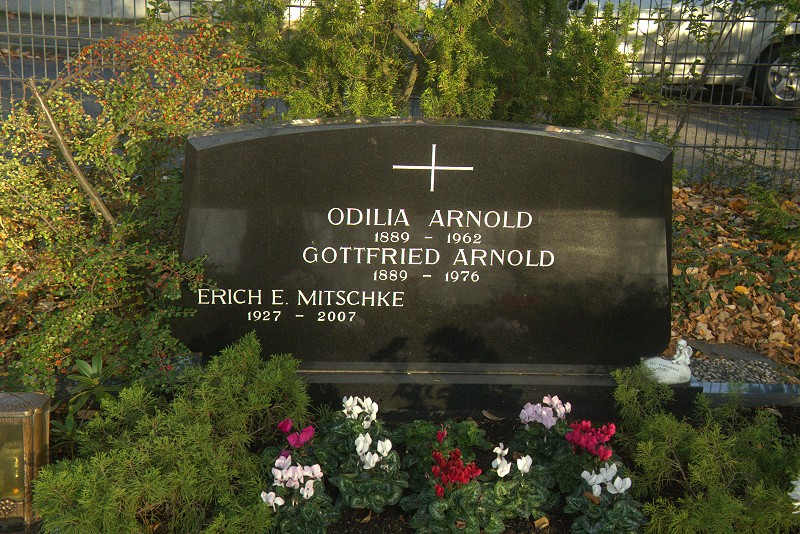 ODILIA ARNOLD
1889 - 1962
GOTTFRIED ARNOLD
1889 - 1976
ERICH E. MITSCHKE
1927 - 2007